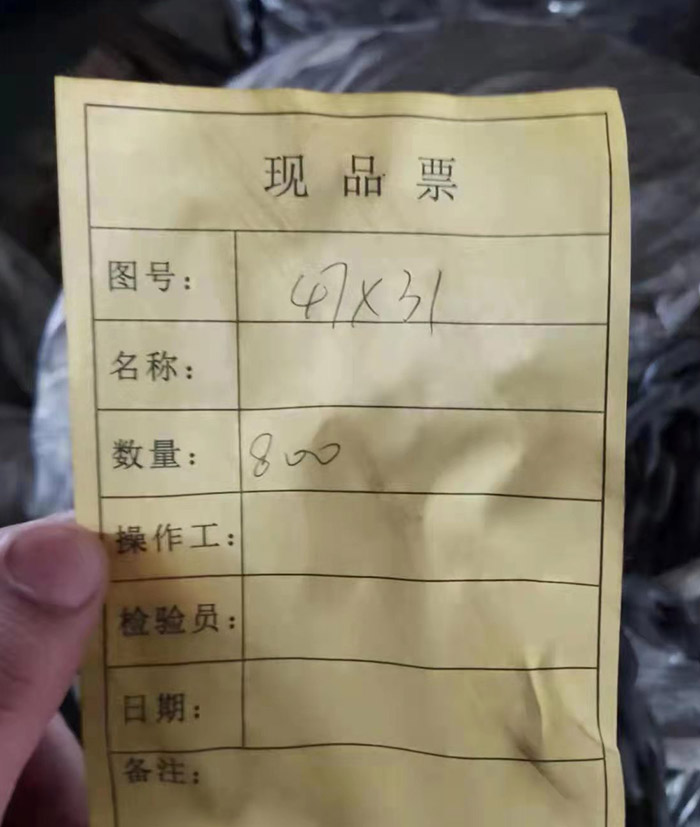 现品票
图号: 47x31
名称:
数量: 800
操作工:
检验员:
日期:
备注: